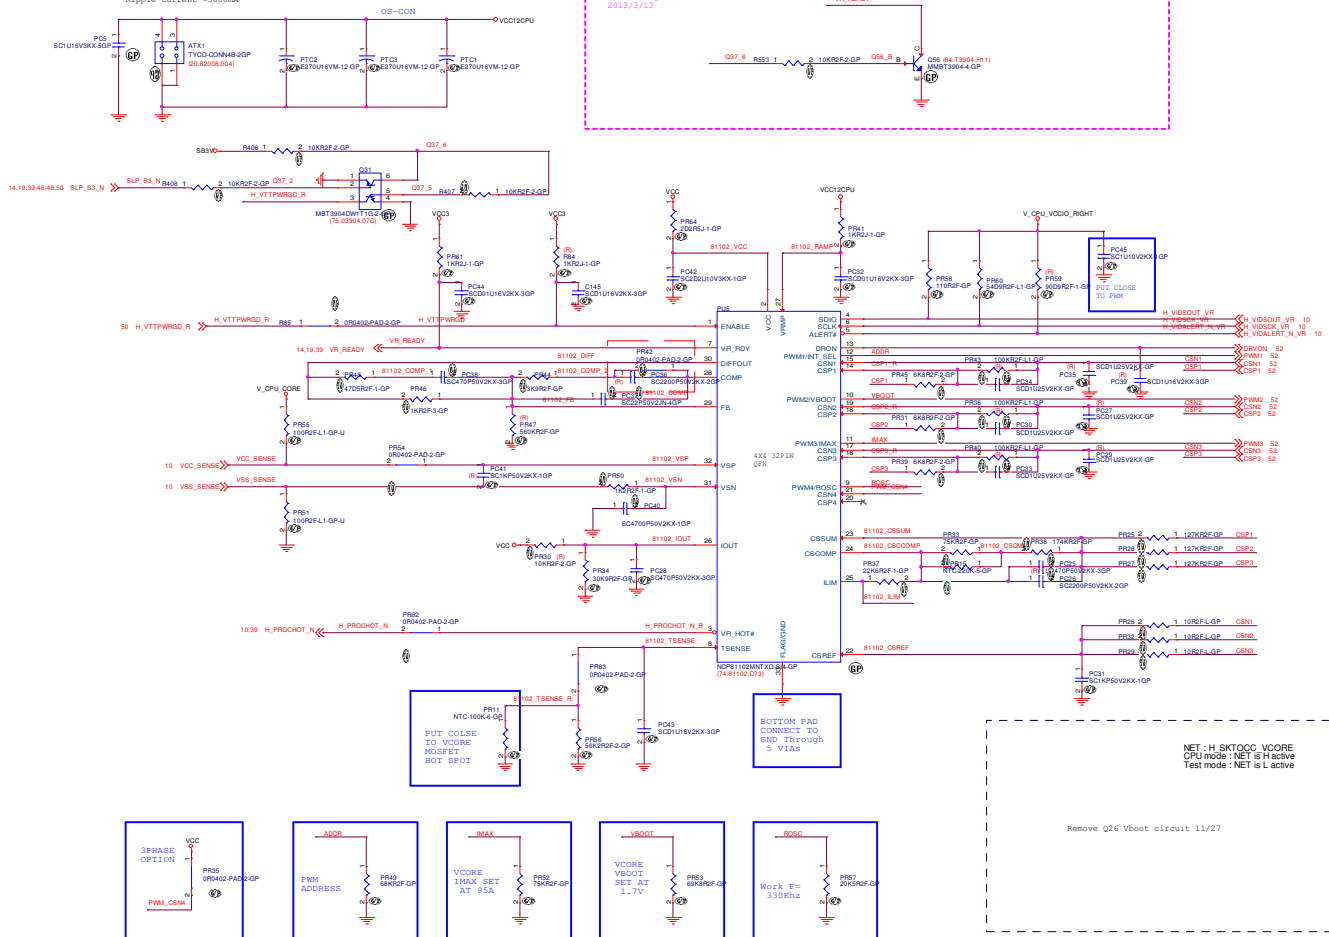 OS-CON
2013/3/13
VCC12CPU
PC5
SC1U16V3KX-5GP
ATX1
TYCO-CONN4B-2GP
(20.82008.004)
PTC2
E270U16VM-12-GP
PTC3
E270U16VM-12-GP
PTC1
E270U16VM-12-GP
Q37_6
R553
10KR2F-2-GP
Q56_B
Q56 (84.T3904.H11)
MMBT3904-4-GP
SB3V
R406
10KR2F-2-GP
Q37_6
14,19,39,46,48,50 SLP_S3_N
R408
10KR2F-2-GP
Q37_2
Q31
Q37_5
R407
10KR2F-2-GP
H_VTTPWRGD_R
MBT3904DW1T1G-2-GP
(75.03904.07C)
VCC3
PR61
1KR2J-1-GP
PC44
SCD01U16V2KX-3GP
VCC3
(R)
R84
1KR2J-1-GP
C145
SCD1U16V2KX-3GP
VCC
PR64
2D2R5J-1-GP
81102_VCC
PC42
SC2D2U10V3KX-1GP
VCC12CPU
PR41
1KR2J-1-GP
81102_RAMP
PC32
SCD01U16V2KX-3GP
V_CPU_VCCIO_RIGHT
PR58
110R2F-GP
PR60
54D9R2F-L1-GP
(R)
PR59
90D9R2F-1-GP
PC45
SC1U10V2KX-1GP
PUT CLOSE
TO PWM
50 H_VTTPWRGD_R
H_VTTPWRGD_R
R85
0R0402-PAD-2-GP
H_VTTPWRGD
14,19,39 VR_READY
VR_READY
PU5
ENABLE
VR_RDY
DIFFOUT
COMP
FB
VSP
VSN
IOUT
VR_HOT#
TSENSE
VCC
VRMP
SDIO
SCLK
ALERT#
DRON
PWM1/INT_SEL
CSN1
CSP1
PWM2/VBOOT
CSN2
CSP2
PWM3/IMAX
CSN3
CSP3
PWM4/ROSC
CSN4
CSP4
CSSUM
CSCOMP
ILIM
CSREF
FLAG/GND
4X4 32PIN
QFN
(74.81102.D73)
H_VIDSOUT_VR
H_VIDSCK_VR 10
H_VIDALERT_N_VR 10
DRVON 52
PWM1 52
CSN1 52
CSP1 52
PWM2 52
CSN2 52
CSP2 52
PWM3 52
CSN3 52
CSP3 52
81102_DIFF
PR42
0R0402-PAD-2-GP
47D5R2F-1-GP
81102_COMP_1
PC38
SC470P50V2KX-3GP
81102_COMP_2
PC36
SC2200P50V2KX-2GP
PR46
1KR2F-3-GP
81102_FB
SC22P50V2JN-4GP
(R)
PR47
560KR2F-GP
V_CPU_CORE
PR55
100R2F-L1-GP-U
PR54
0R0402-PAD-2-GP
10 VCC_SENSE
VCC_SENSE
81102_VSP
PC41
(R)
SC1KP50V2KX-1GP
10 VSS_SENSE
VSS_SENSE
PR50
1K2R2F-1-GP
81102_VSN
PC40
SC4700P50V2KX-1GP
PR51
100R2F-L1-GP-U
VCC
PR30 (R)
10KR2F-2-GP
81102_IOUT
PR34
30K9R2F-GP
PC28
SC470P50V2KX-3GP
10,39 H_PROCHOT_N
H_PROCHOT_N
PR62
0R0402-PAD-2-GP
H_PROCHOT_N_R
81102_TSENSE
PR63
0R0402-PAD-2-GP
81102_TSENSE_R
PR11
NTC-100K-6-GP
PR56
56K2R2F-2-GP
PC43
SCD1U16V2KX-3GP
PUT COLSE
TO VCORE
MOSFET
HOT SPOT
BOTTOM PAD
CONNECT TO
GND Through
5 VIAs
ADDR
PR43
100KR2F-L1-GP
CSP1
PR45 6K8R2F-2-GP
PC34
SCD1U25V2KX-GP
PC35
SCD1U25V2KX-GP
PC39
SCD1U16V2KX-3GP
VBOOT
PR36
100KR2F-L1-GP
CSP2
PR31 6K8R2F-2-GP
PC30
SCD1U25V2KX-GP
PC27
SCD1U25V2KX-GP
IMAX
PR40
100KR2F-L1-GP
CSP3
PR39 6K8R2F-2-GP
PC33
SCD1U25V2KX-GP
PC29
SCD1U25V2KX-GP
81102_CSSUM
PR33
75KR2F-GP
81102_CSCOMP
PR38 174KR2F-GP
PR37
22K6R2F-1-GP
NTC-220K-5-GP
PC25
SC470P50V2KX-3GP
PC26
SC2200P50V2KX-2GP
81102_ILIM
PR25
127KR2F-GP
CSP1
PR28
127KR2F-GP
CSP2
PR27
127KR2F-GP
CSP3
81102_CSREF
PR26
10R2F-L-GP
CSN1
PR32
10R2F-L-GP
CSN2
PR29
10R2F-L-GP
CSN3
PC31
SC1KP50V2KX-1GP
NET : H_SKTOCC_VCORE
CPU mode : NET is H active
Test mode : NET is L active
Remove Q26 Vboot circuit 11/27
3PHASE
OPTION
VCC
PR35
0R0402-PAD-2-GP
PWM_CSN4
ADDR
PWM
ADDRESS
PR49
68KR2F-GP
IMAX
VCORE
IMAX SET
AT 95A
PR52
75KR2F-GP
VBOOT
VCORE
VBOOT
SET AT
1.7V
PR53
69K8R2F-GP
ROSC
Work F=
330Khz
PR57
20K5R2F-GP